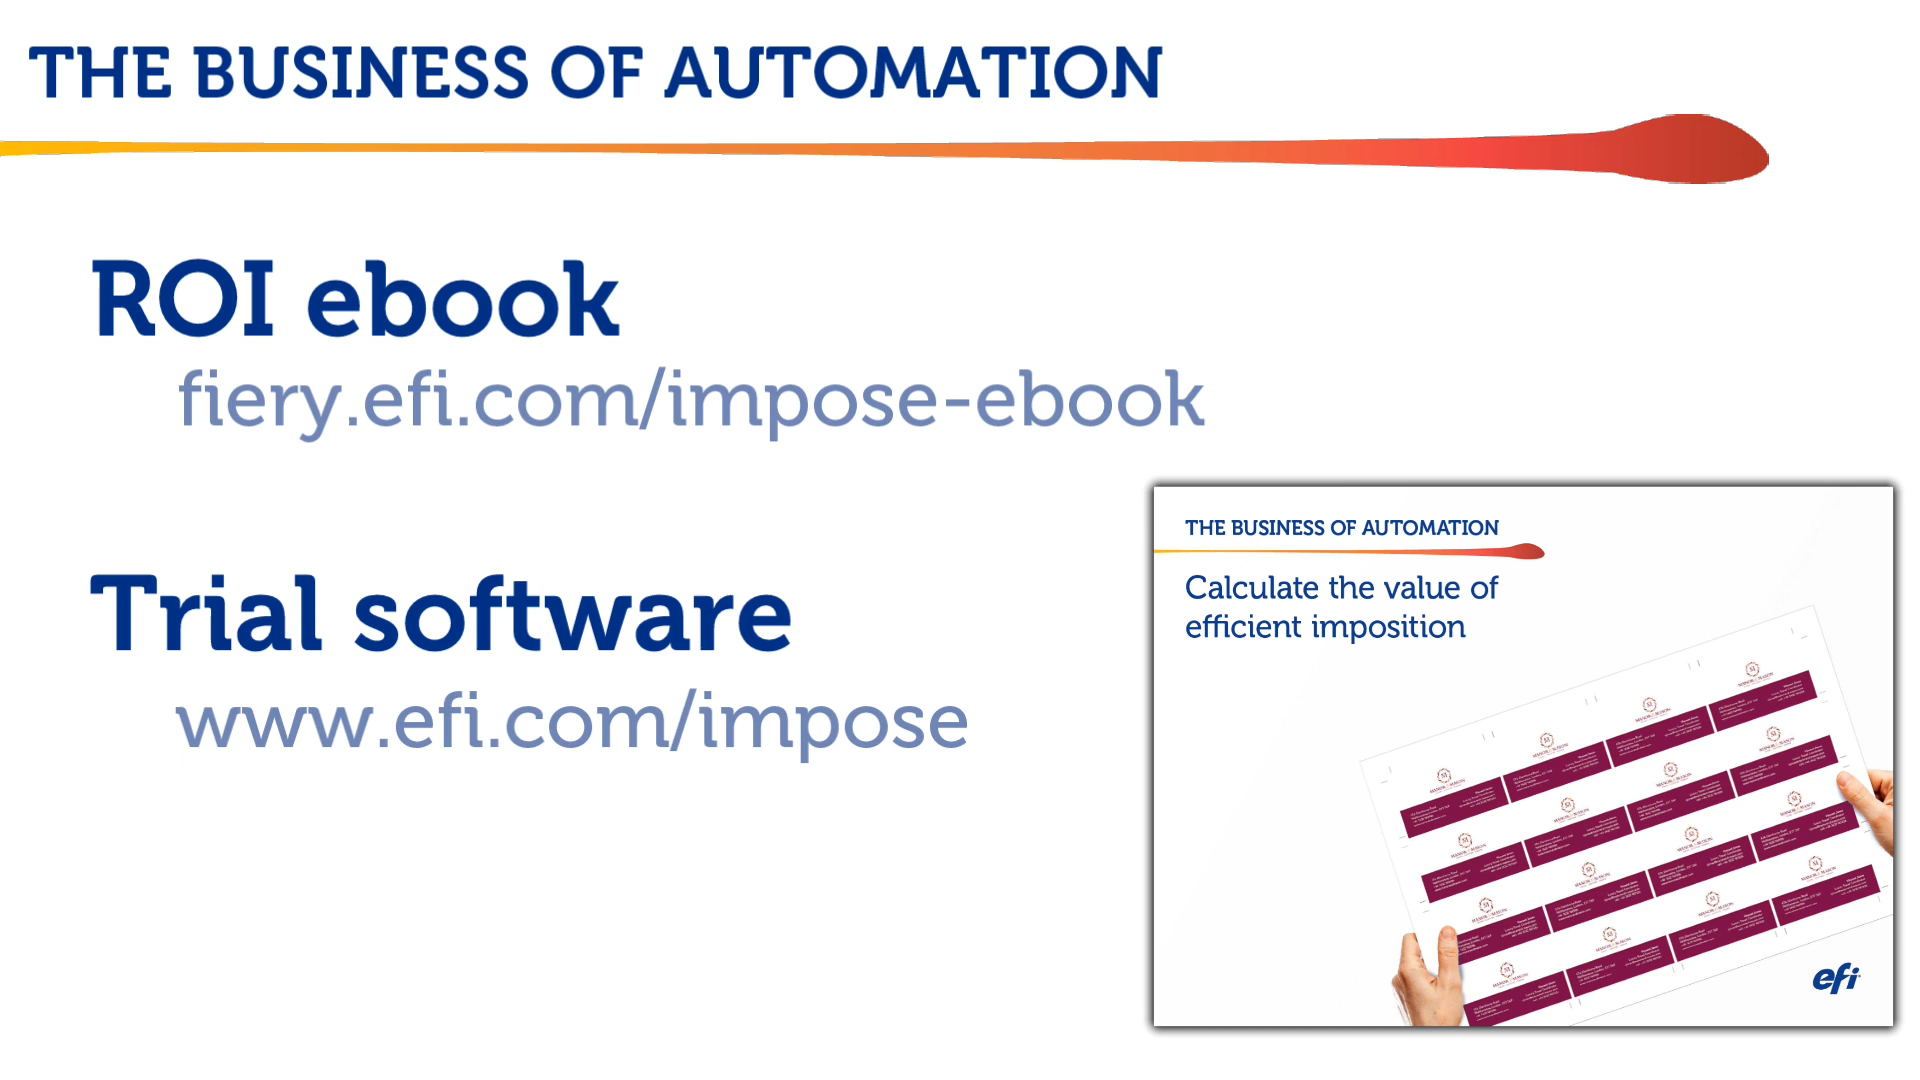 THE BUSINESS OF AUTOMATION
ROI ebook
fiery.efi.com/impose-ebook
Trial software
www.efi.com/impose
THE BUSINESS OF AUTOMATION
Calculate the value of
efficient imposition
efi